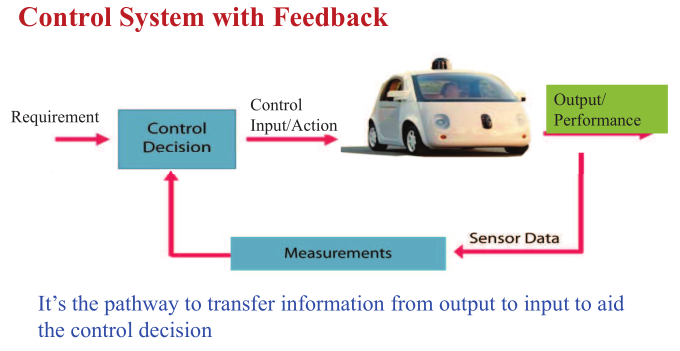 Control System with Feedback
Requirement
Control
Decision
Control
Input/Action
Output/
Performance
Sensor Data
Measurements
It's the pathway to transfer information from output to input to aid
the control decision